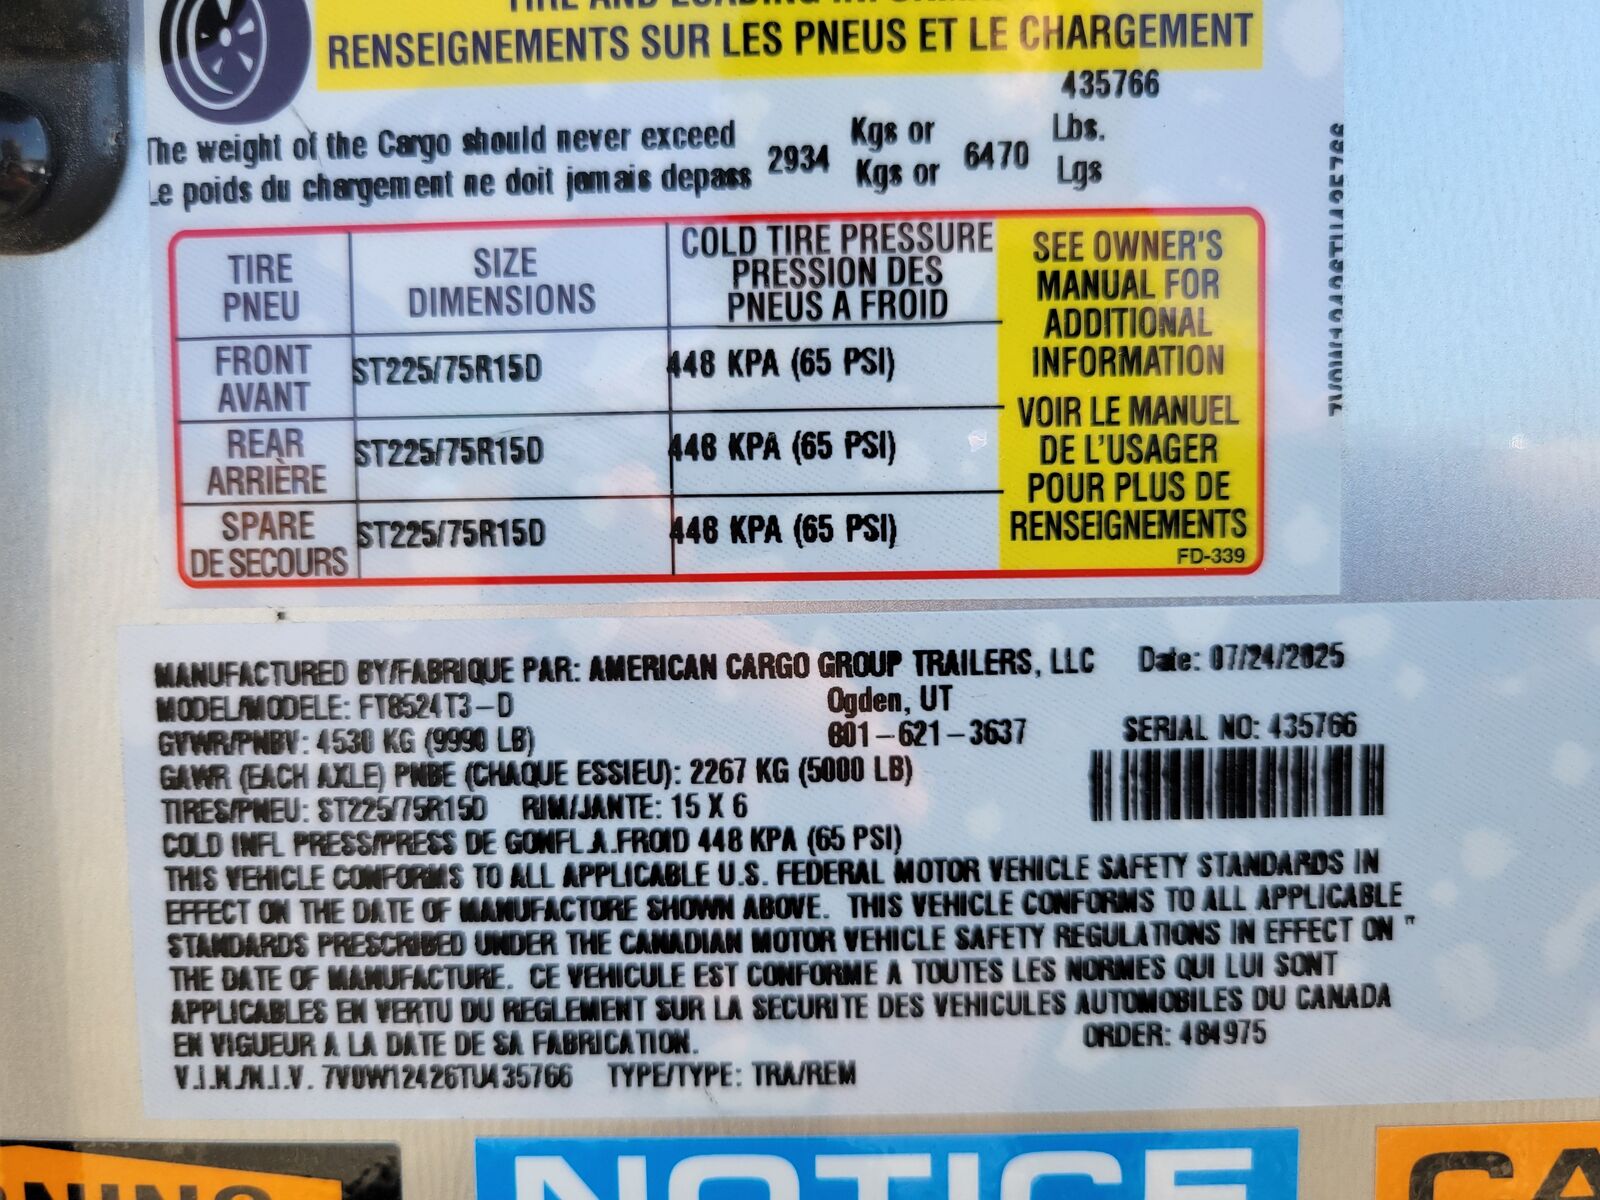 TIRE AND LOADING INFORMA
RENSEIGNEMENTS SUR LES PNEUS ET LE CHARGEMENT
435766
The weight of the Cargo should never exceed 2934 Kgs or 6470 Lbs.
Le poids du chargement ne doit jamais depass Kgs or Lgs
TIRE
PNEU
SIZE
DIMENSIONS
COLD TIRE PRESSURE
PRESSION DES
PNEUS A FROID
FRONT
AVANT
ST225/75R15D
448 KPA (65 PSI)
REAR
ARRIÈRE
ST225/75R15D
448 KPA (65 PSI)
SPARE
DE SECOURS
ST225/75R15D
448 KPA (65 PSI)
SEE OWNER'S
MANUAL FOR
ADDITIONAL
INFORMATION
VOIR LE MANUEL
DE L'USAGER
POUR PLUS DE
RENSEIGNEMENTS
FD-339
MANUFACTURED BY/FABRIQUE PAR: AMERICAN CARGO GROUP TRAILERS, LLC Date: 07/24/2025
MODEL/MODELE: FT8524T3-D Ogden, UT
GVWR/PNBV: 4530 KG (9990 LB) 801-621-3637 SERIAL NO: 435766
GAWR (EACH AXLE) PNBE (CHAQUE ESSIEU): 2267 KG (5000 LB)
TIRES/PNEU: ST225/75R15D RIM/JANTE: 15 X 6
COLD INFL PRESS/PRESS DE GONFL.A.FROID 448 KPA (65 PSI)
THIS VEHICLE CONFORMS TO ALL APPLICABLE U.S. FEDERAL MOTOR VEHICLE SAFETY STANDARDS IN
EFFECT ON THE DATE OF MANUFACTORE SHOWN ABOVE. THIS VEHICLE CONFORMS TO ALL APPLICABLE
STANDARDS PRESCRIBED UNDER THE CANADIAN MOTOR VEHICLE SAFETY REGULATIONS IN EFFECT ON "
THE DATE OF MANUFACTURE. CE VEHICULE EST CONFORME A TOUTES LES NORMES QUI LUI SONT
APPLICABLES EN VERTU DU REGLEMENT SUR LA SECURITE DES VEHICULES AUTOMOBILES DU CANADA
EN VIGUEUR A LA DATE DE SA FABRICATION. ORDER: 484975
V.I.N./N.I.V. 7V0W12426TU435766 TYPE/TYPE: TRA/REM
NOTICE